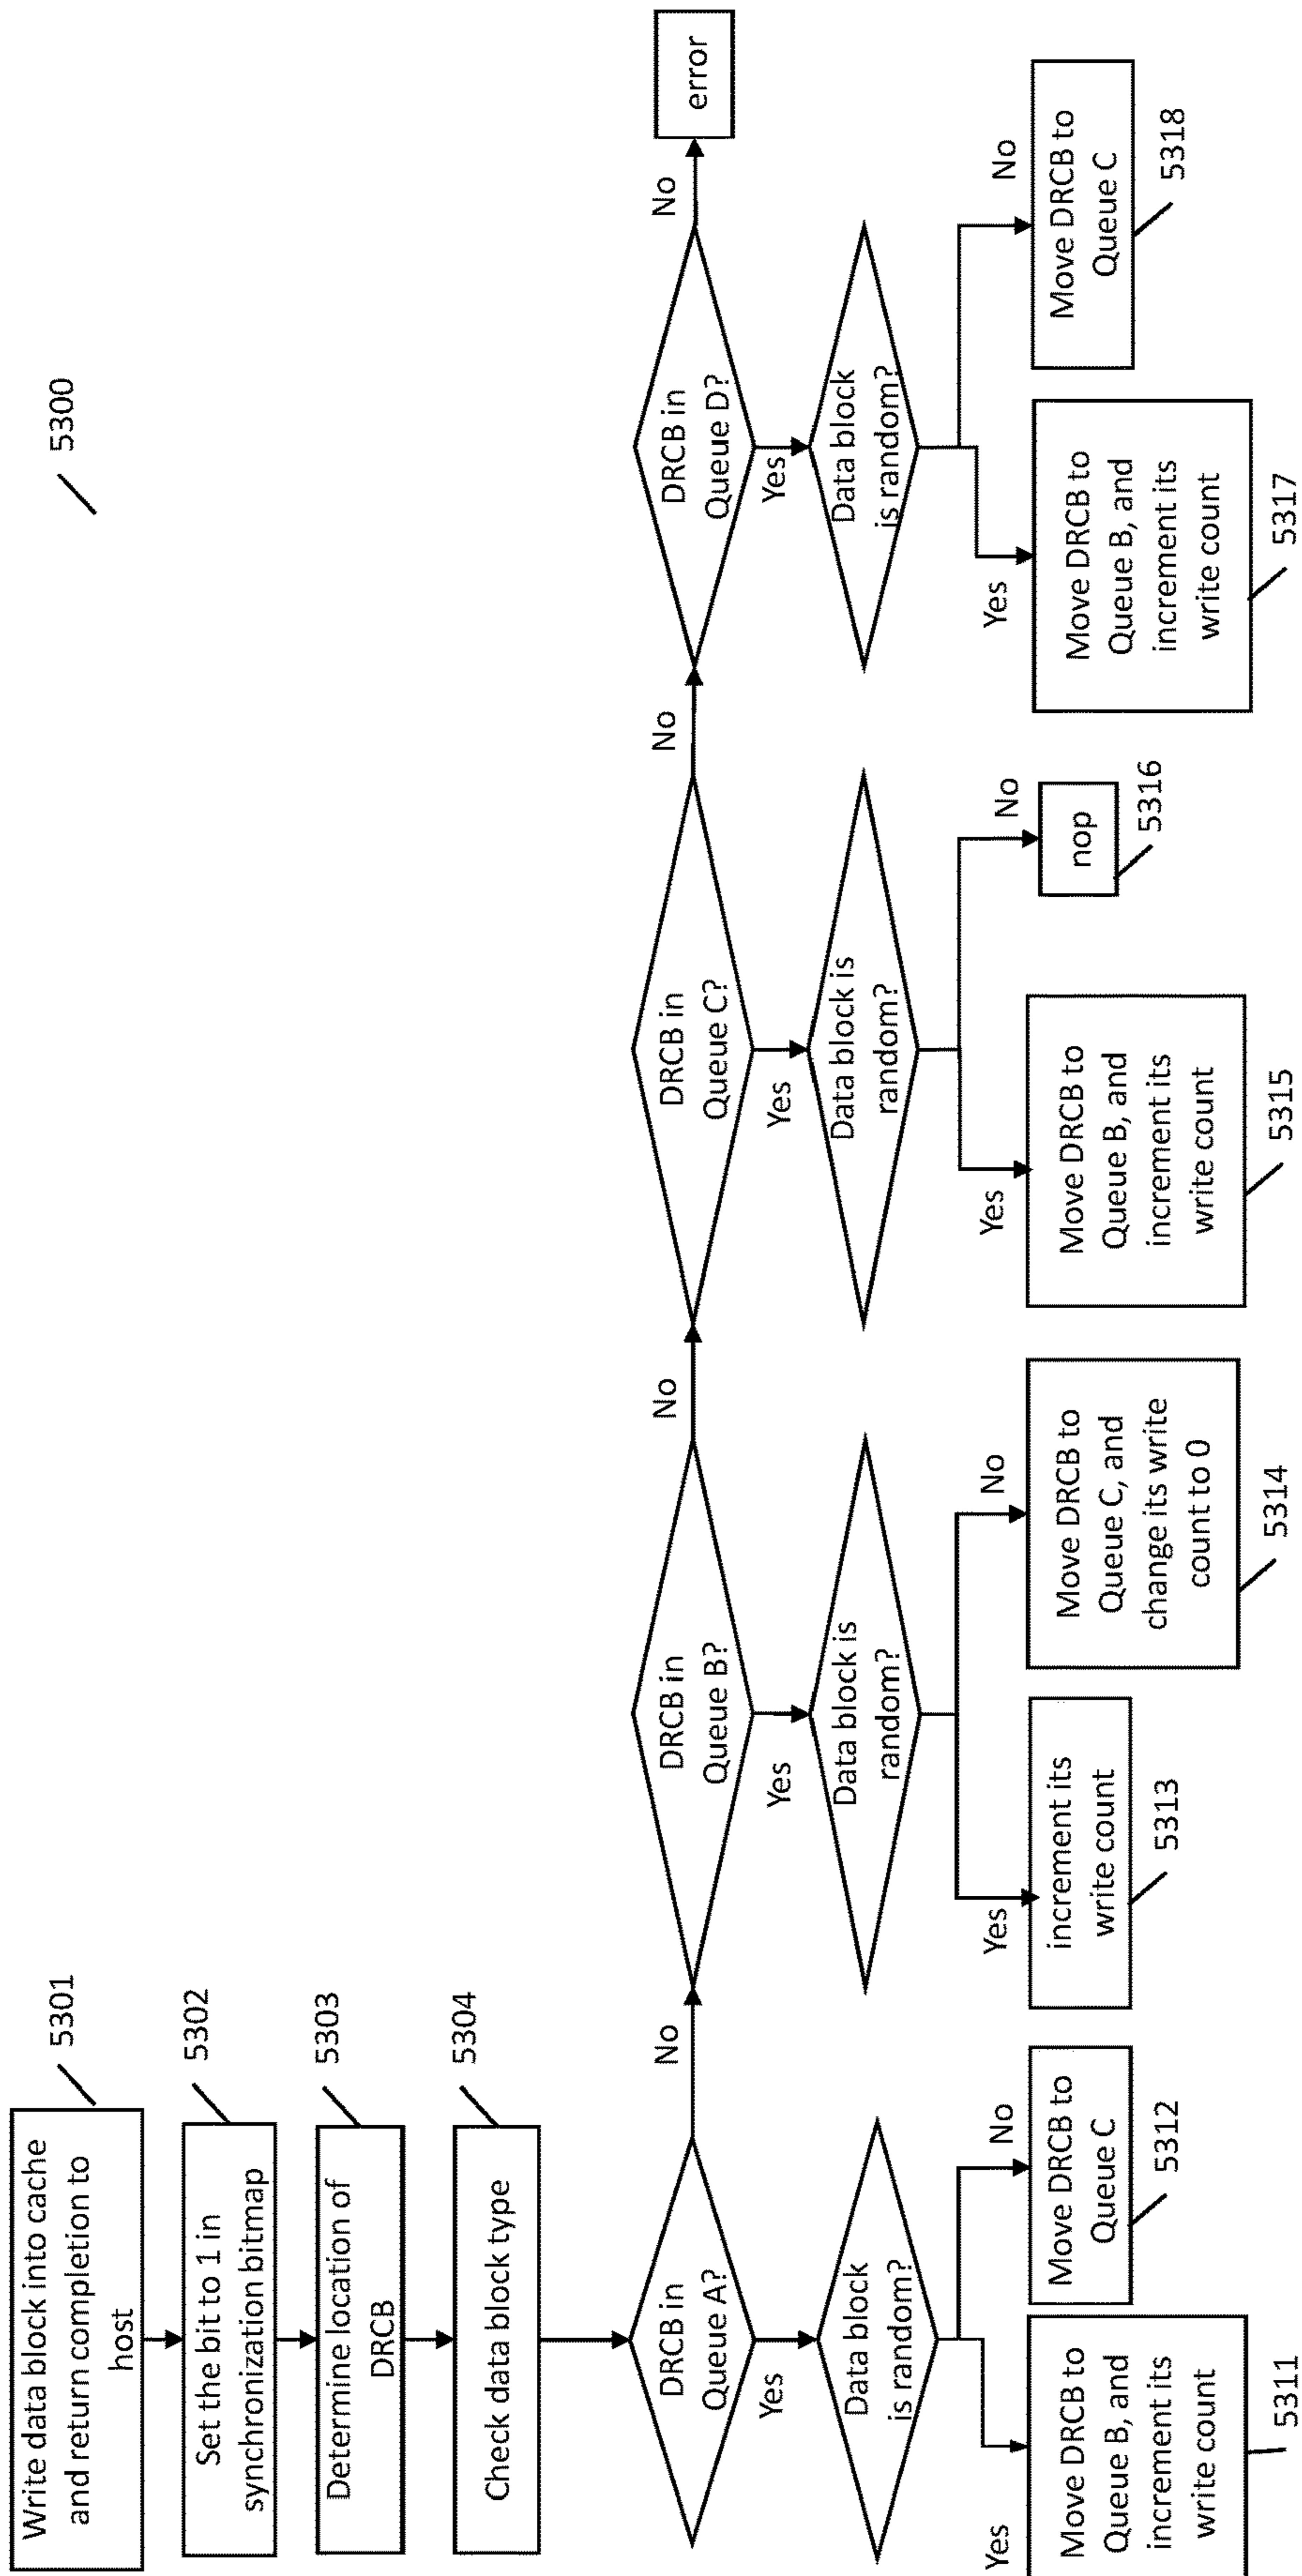 5300
Write data block into cache
and return completion to
host
5301
Set the bit to 1 in
synchronization bitmap
5302
Determine location of
DRCB
5303
Check data block type
5304
DRCB in
Queue A?
No
DRCB in
Queue B?
No
DRCB in
Queue C?
No
DRCB in
Queue D?
No
error
Yes
Yes
Yes
Yes
Data block
is random?
Data block is
random?
Data block is
random?
Data block
is random?
Yes
No
Yes
No
Yes
No
Yes
No
Move DRCB to
Queue B, and
increment its
write count
5311
Move DRCB to
Queue C
5312
increment its
write count
5313
Move DRCB to
Queue C, and
change its write
count to 0
5314
Move DRCB to
Queue B, and
increment its
write count
5315
nop
5316
Move DRCB to
Queue B, and
increment its
write count
5317
Move DRCB to
Queue C
5318